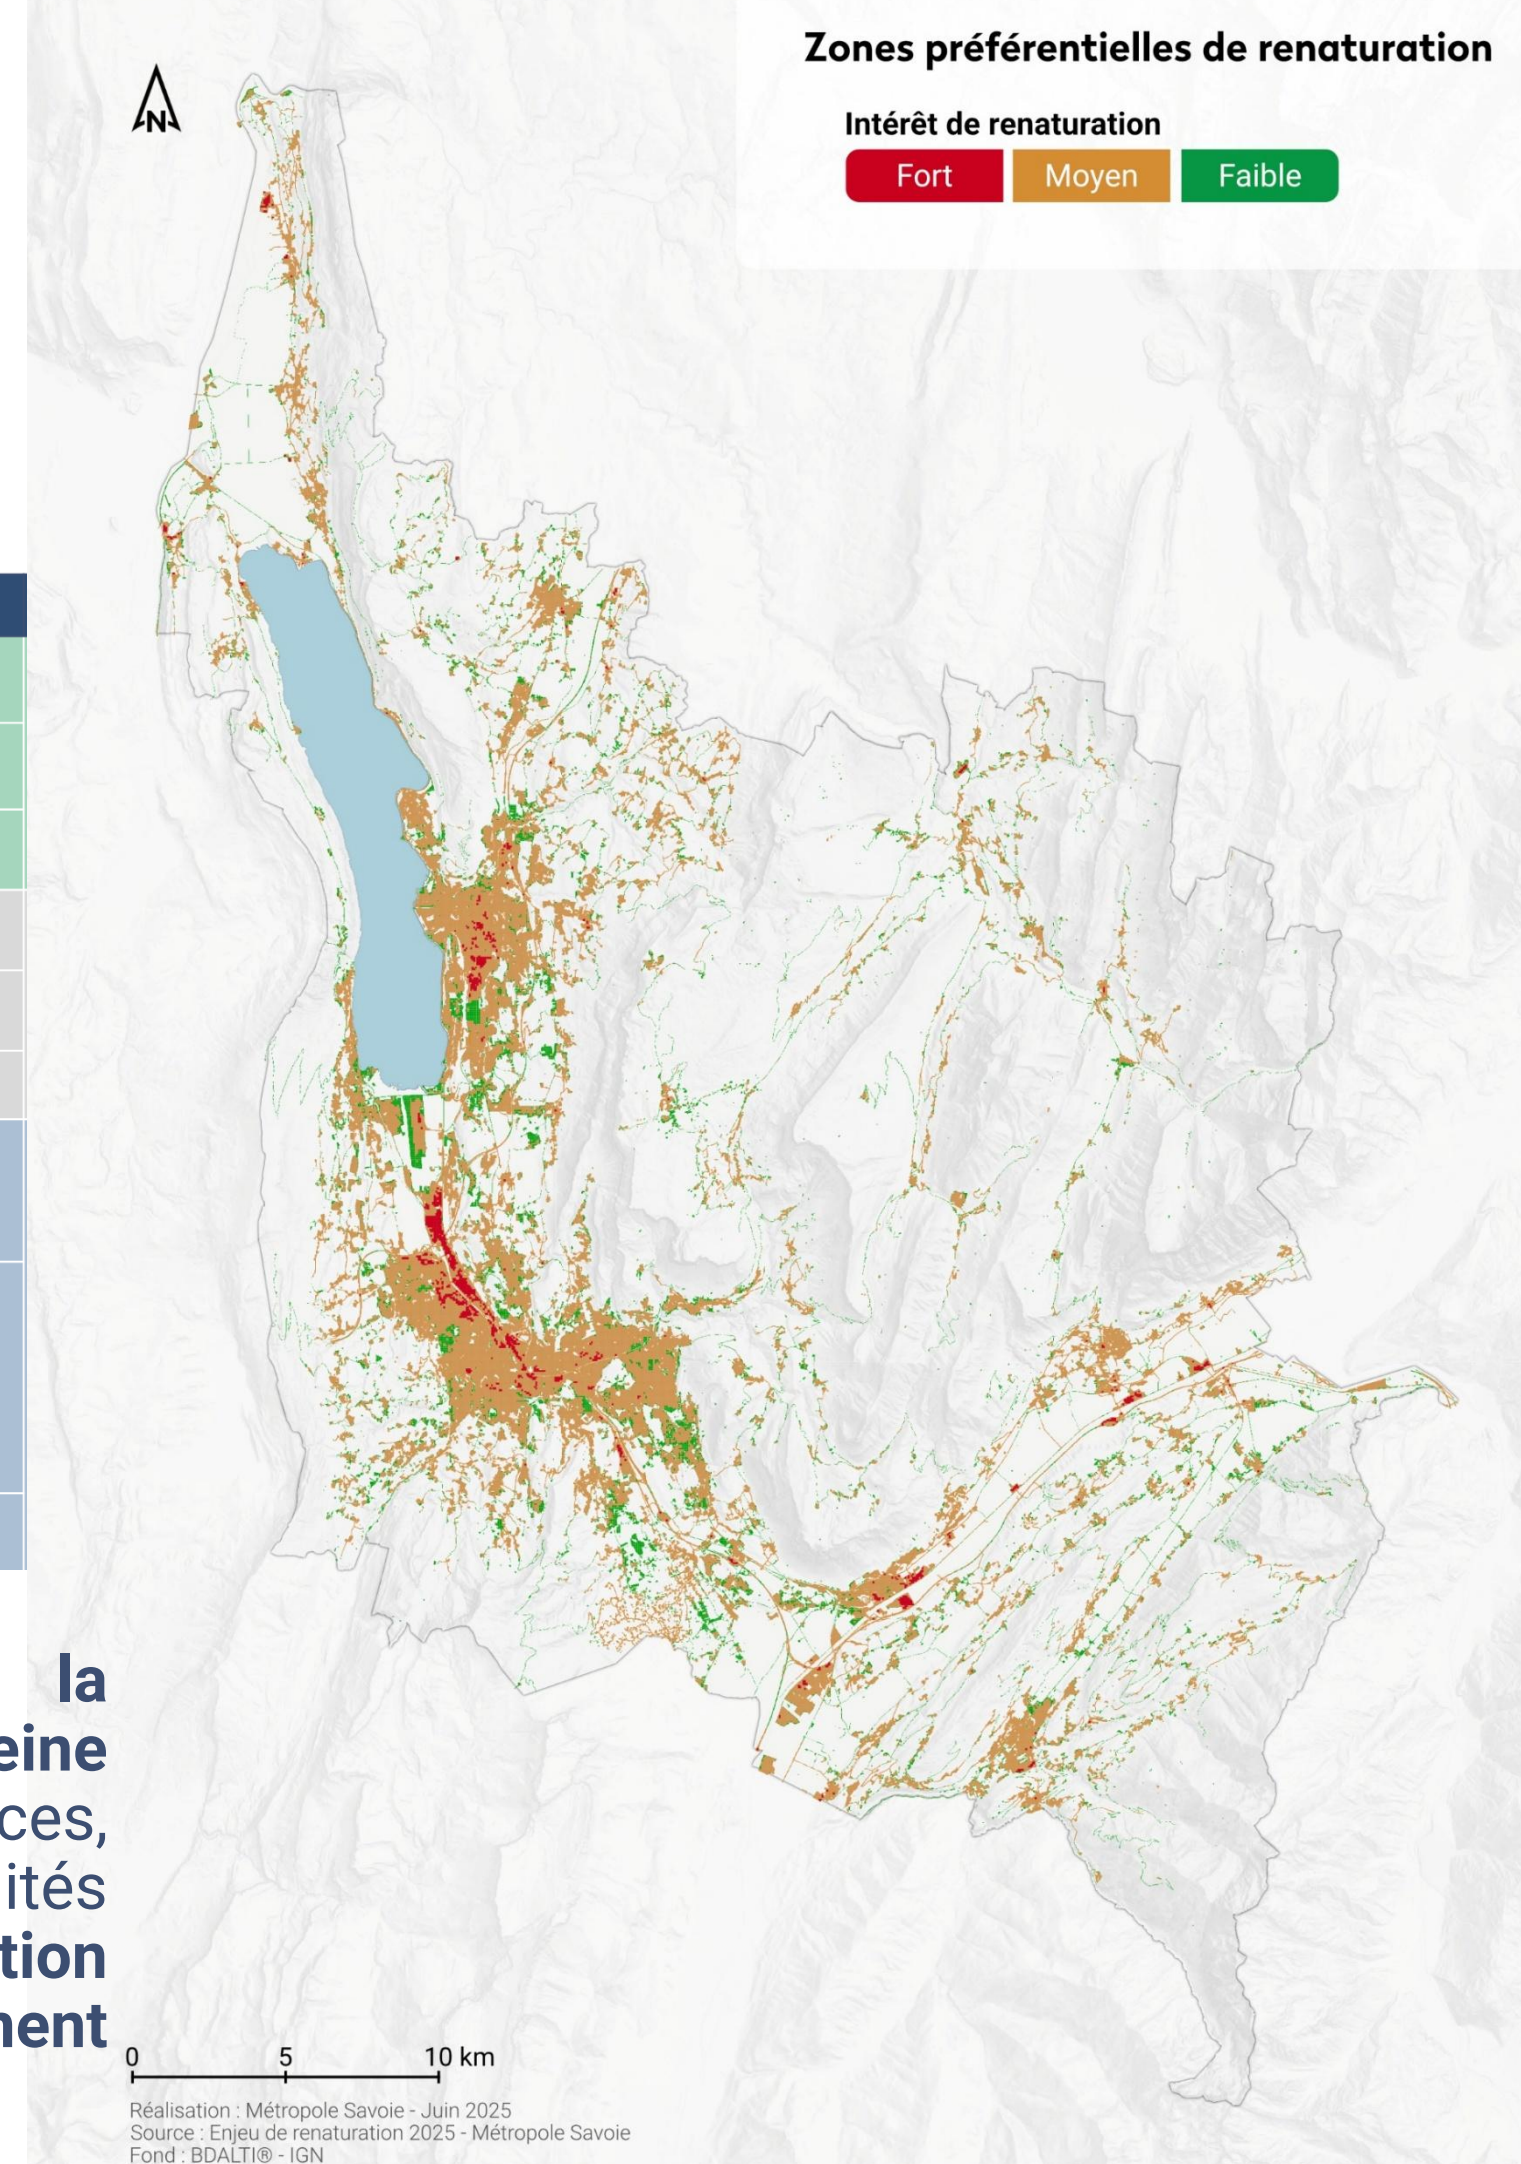 Zones préférentielles de renaturation
N
Intérêt de renaturation
Fort Moyen Faible
la
eine
ces,
ités
tion
nent
0 5 10 km
Réalisation : Métropole Savoie - Juin 2025
Source : Enjeu de renaturation 2025 - Métropole Savoie
Fond : BDALTI® - IGN